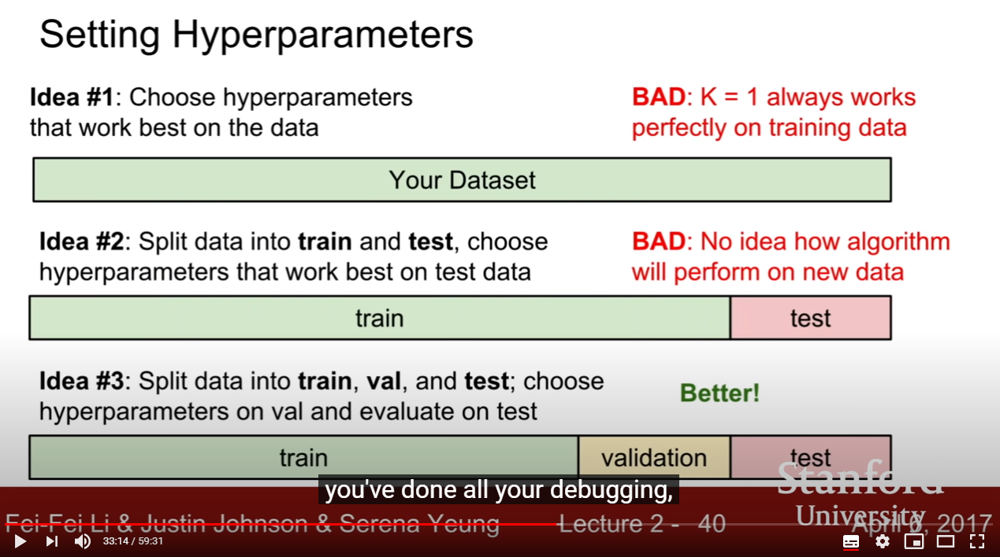 Setting Hyperparameters
Idea #1: Choose hyperparameters
that work best on the data
BAD: K = 1 always works
perfectly on training data
Your Dataset
Idea #2: Split data into train and test, choose
hyperparameters that work best on test data
BAD: No idea how algorithm
will perform on new data
train
test
Idea #3: Split data into train, val, and test; choose
hyperparameters on val and evaluate on test
Better!
train
validation
test
you've done all your debugging,
Stanford
University
Fei-Fei Li & Justin Johnson & Serena Yeung
Lecture 2 - 40
April 6, 2017
33:14 / 59:31